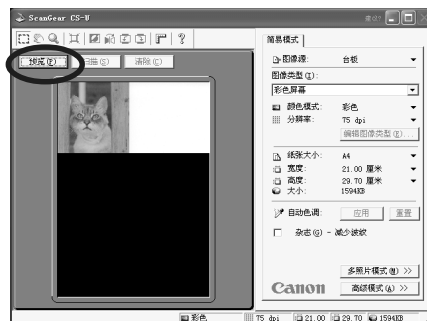 ScanGear CS-U
预览(P) 扫描(S) 清除(C)
简易模式
图像源: 台板
图像类型(I):
彩色屏幕
颜色模式: 彩色
分辨率: 75 dpi
编辑图像类型(E)...
纸张大小: A4
宽度: 21.00 厘米
高度: 29.70 厘米
大小: 1594KB
自动色调: 应用 重置
杂志(G) - 减少波纹
多照片模式(M) >>
Canon 高级模式(A) >>
彩色 75 dpi 21.00 29.70 1594KB